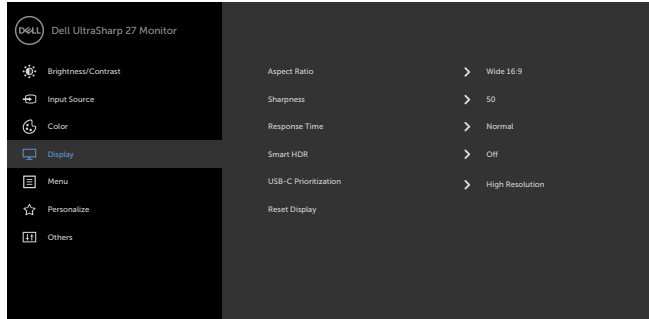 DELL Dell UltraSharp 27 Monitor
Brightness/Contrast Aspect Ratio Wide 16:9
Input Source Sharpness 50
Color Response Time Normal
Display Smart HDR Off
Menu USB-C Prioritization High Resolution
Personalize Reset Display
Others